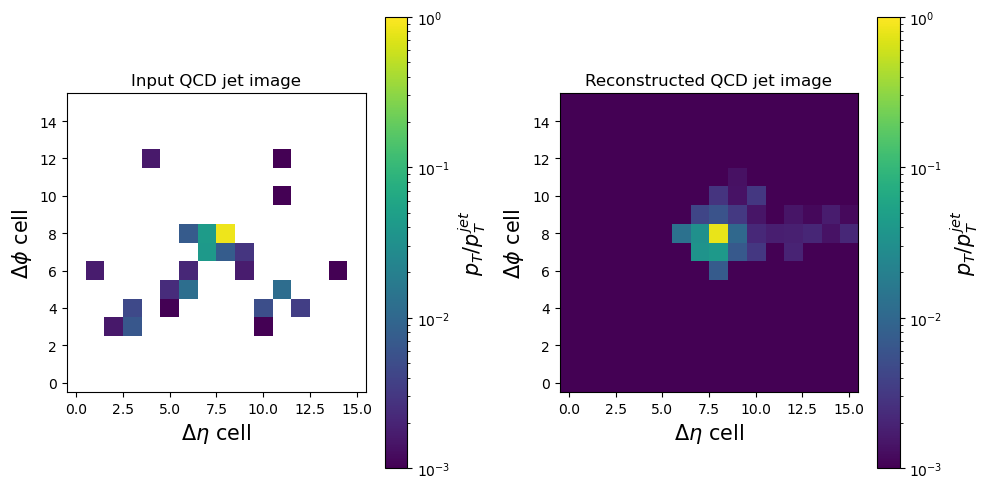 Input QCD jet image
14
12
10
8
6
4
2
0
0.0 2.5 5.0 7.5 10.0 12.5 15.0
Δη cell
Δϕ cell
10⁰
10⁻¹
10⁻²
10⁻³
p_T/p_T^{jet}
Reconstructed QCD jet image
14
12
10
8
6
4
2
0
0.0 2.5 5.0 7.5 10.0 12.5 15.0
Δη cell
Δϕ cell
10⁰
10⁻¹
10⁻²
10⁻³
p_T/p_T^{jet}